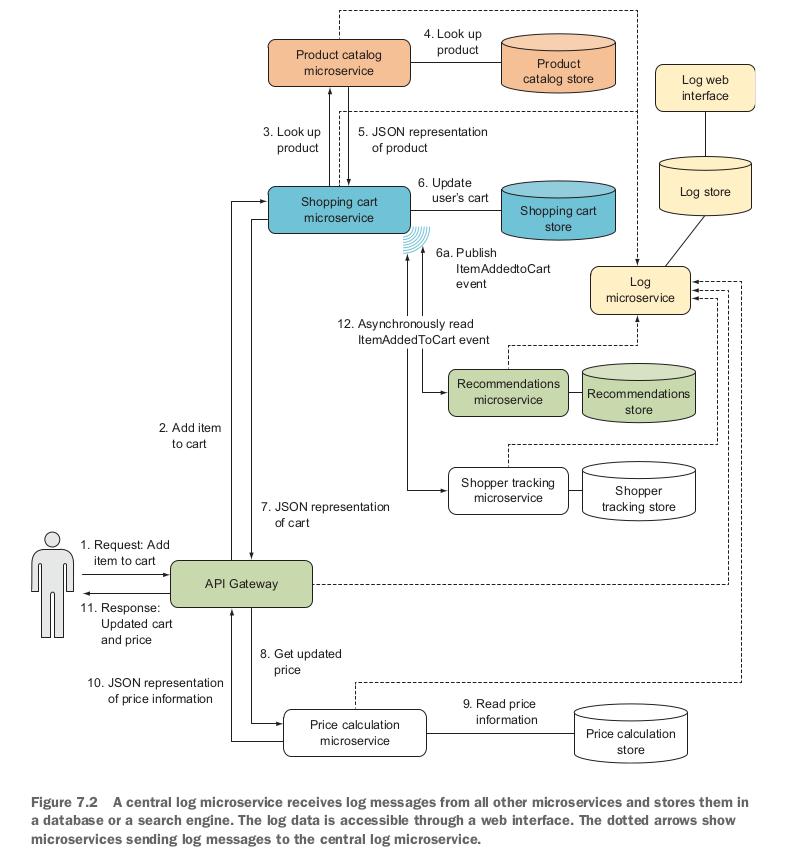 4. Look up
product
Product catalog
microservice
Product
catalog store
Log web
interface
3. Look up
product
5. JSON representation
of product
6. Update
user's cart
Shopping cart
microservice
Shopping cart
store
Log store
6a. Publish
ItemAddedtoCart
event
Log
microservice
12. Asynchronously read
ItemAddedToCart event
Recommendations
microservice
Recommendations
store
2. Add item
to cart
Shopper tracking
microservice
Shopper
tracking store
7. JSON representation
of cart
1. Request: Add
item to cart
API Gateway
11. Response:
Updated cart
and price
8. Get updated
price
10. JSON representation
of price information
9. Read price
information
Price calculation
microservice
Price calculation
store
Figure 7.2 A central log microservice receives log messages from all other microservices and stores them in
a database or a search engine. The log data is accessible through a web interface. The dotted arrows show
microservices sending log messages to the central log microservice.